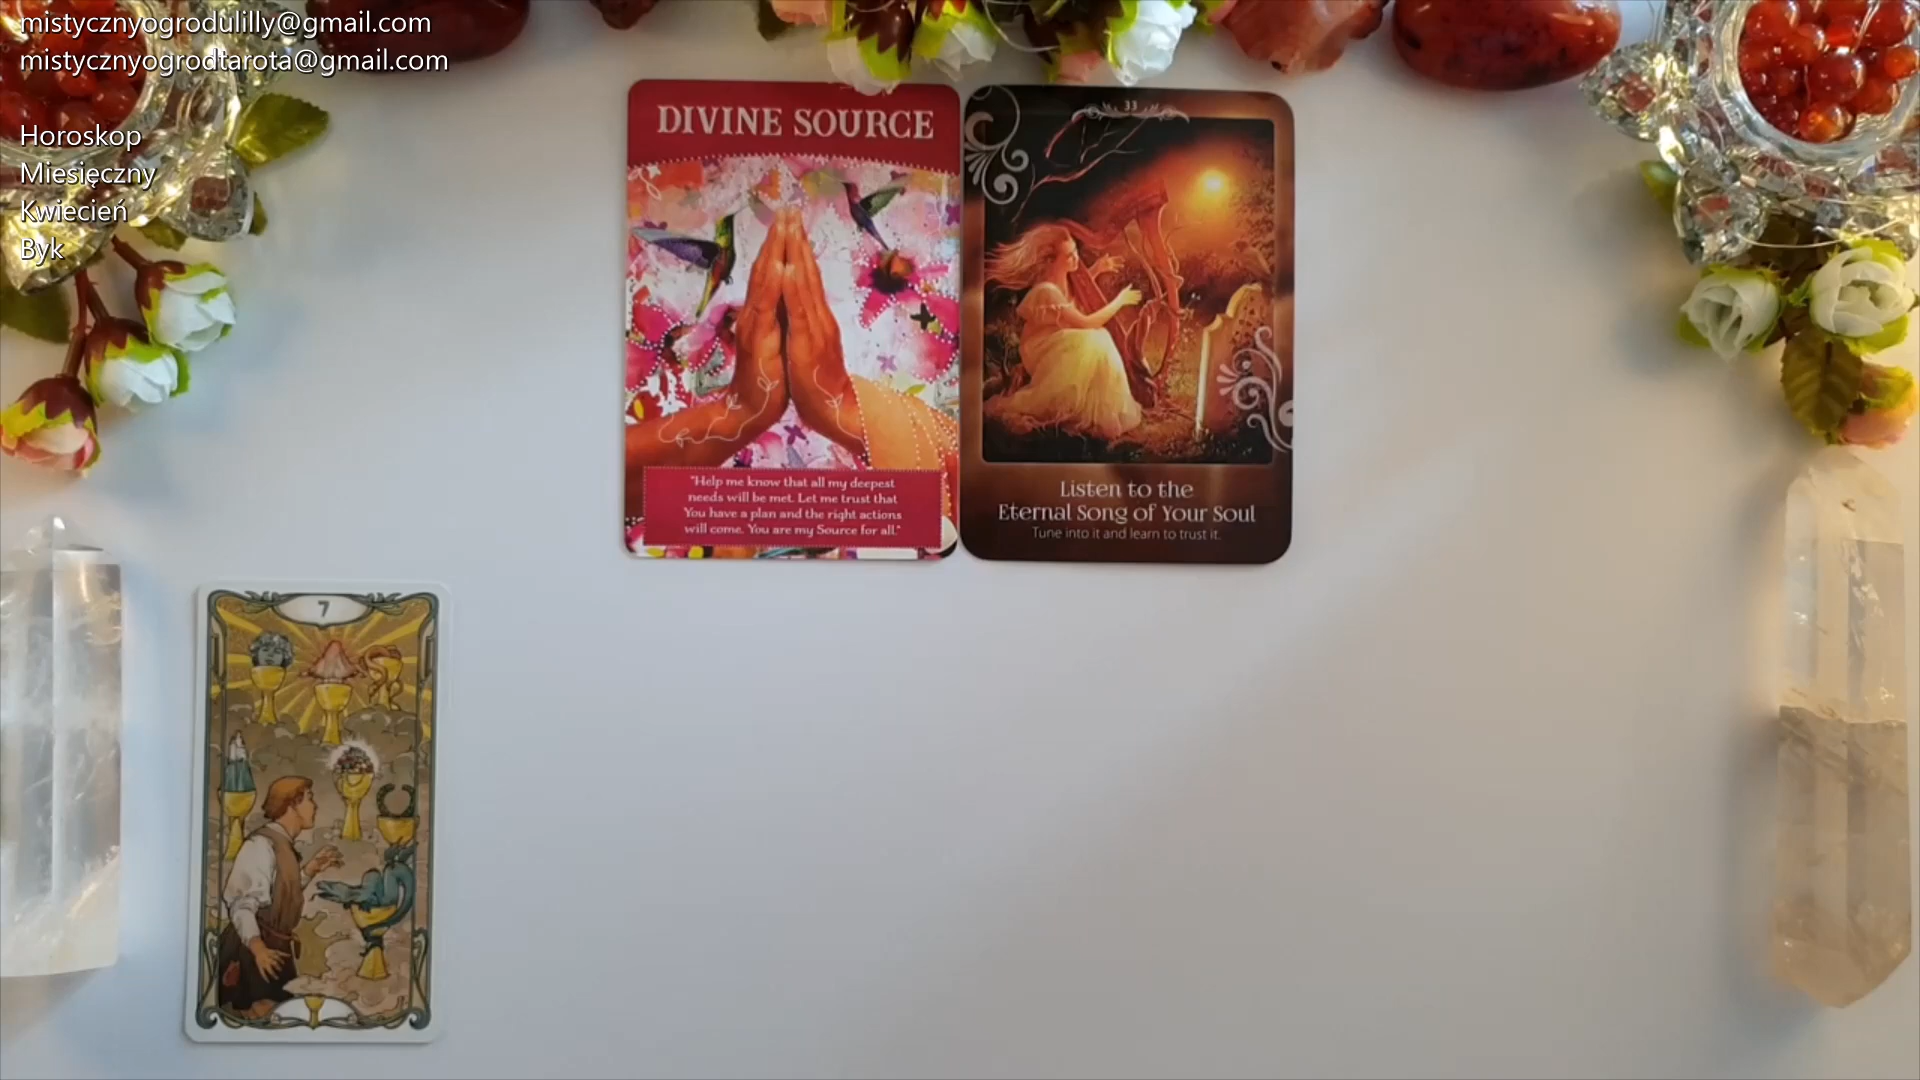 mistycznyogrodulilly@gmail.com
mistycznyogrodtarota@gmail.com
Horoskop
Miesięczny
Kwiecień
Byk
DIVINE SOURCE
"Help me know that all my deepest
needs will be met. Let me trust that
You have a plan and the right actions
will come. You are my Source for all."
33
Listen to the
Eternal Song of Your Soul
Tune into it and learn to trust it.
7